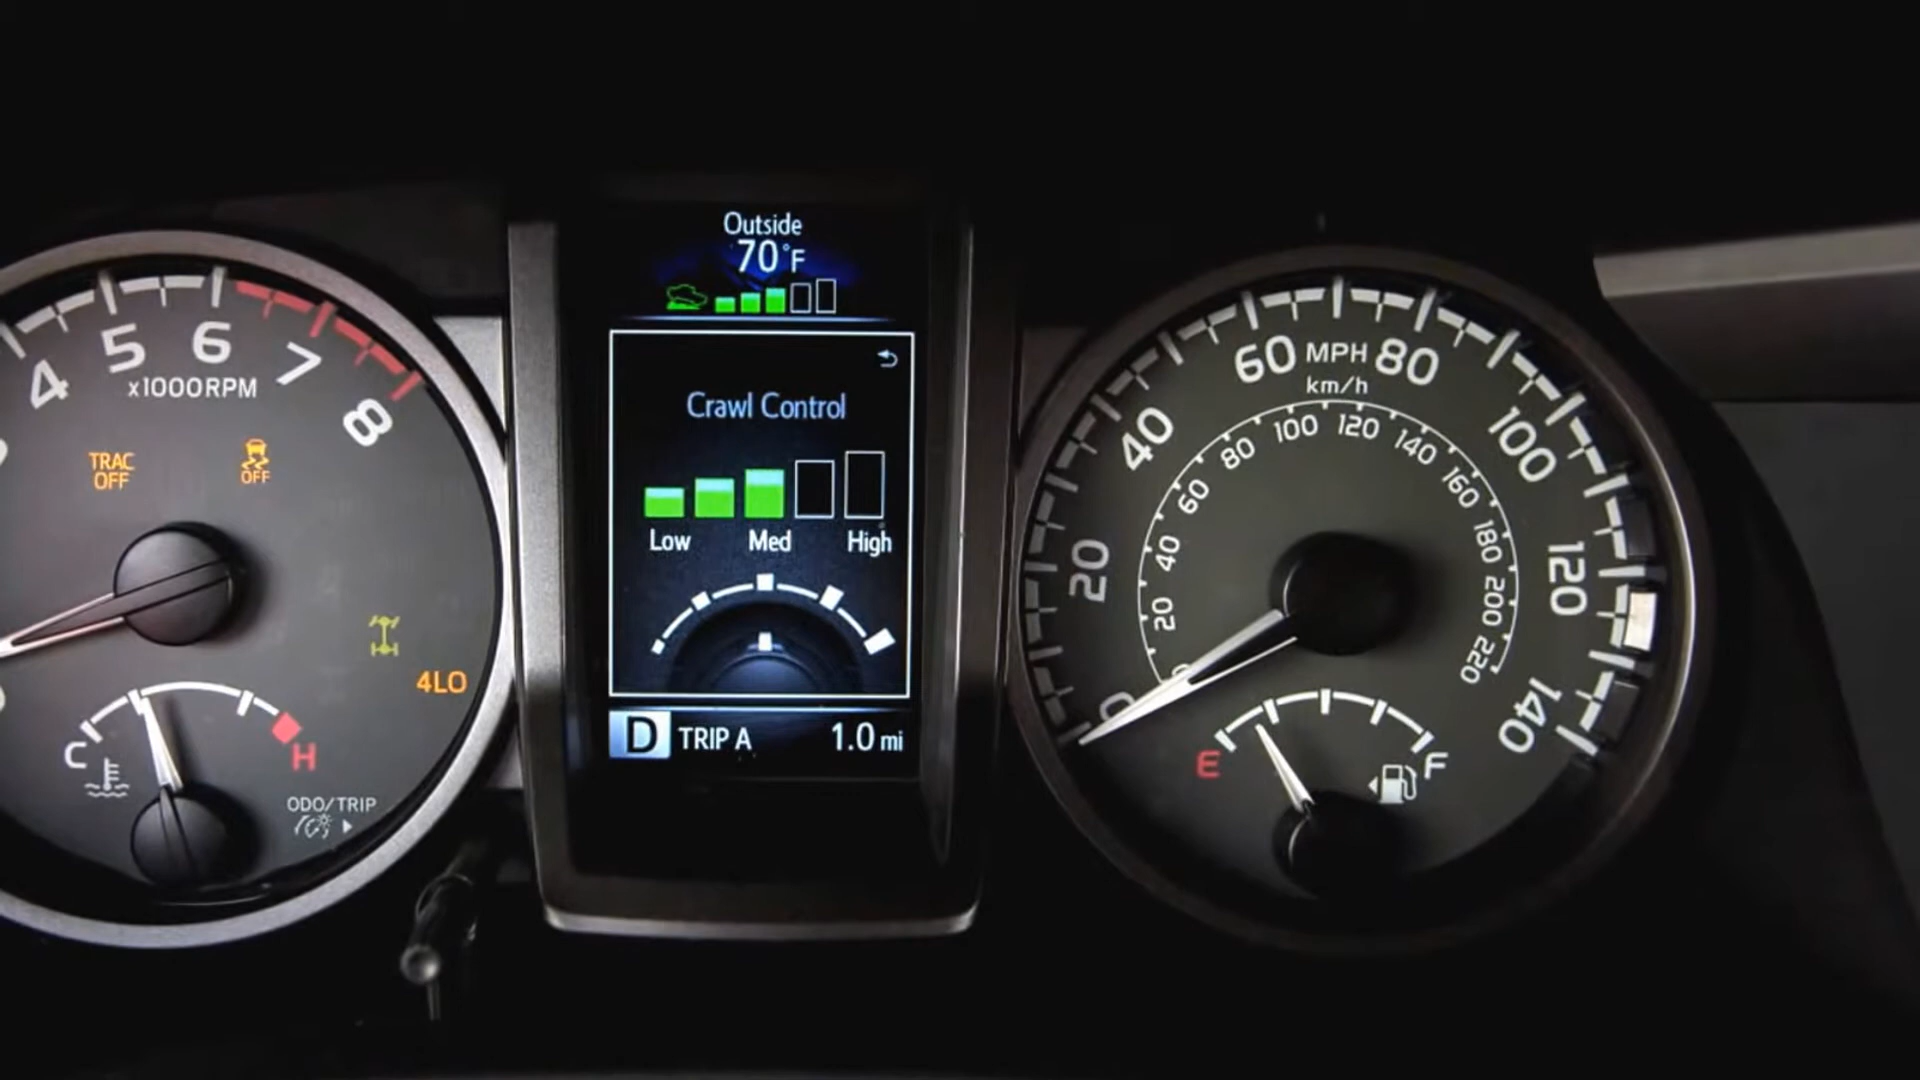 4
5
6
7
8
x1000RPM
TRAC
OFF
OFF
4LO
C
H
ODO/TRIP
Outside
70°F
Crawl Control
Low Med High
D TRIP A 1.0 mi
0
20
40
60
MPH
80
100
120
140
km/h
0
20
40
60
80
100
120
140
160
180
200
220
E
F